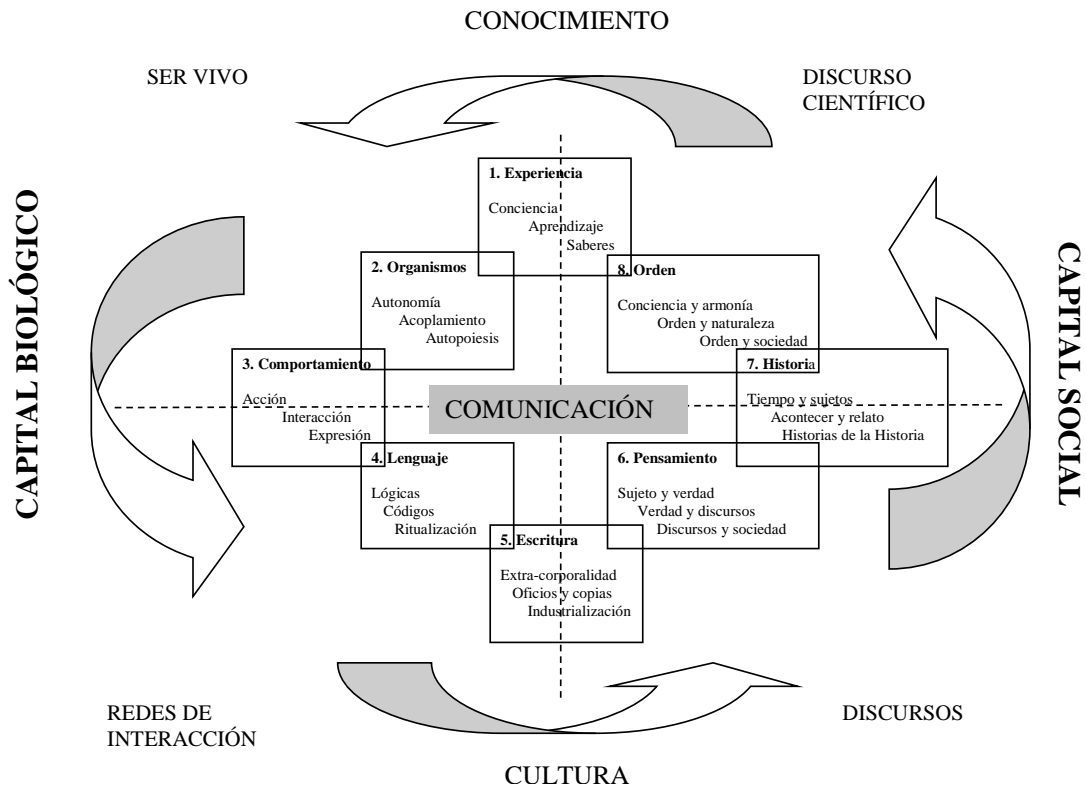 CONOCIMIENTO
SER VIVO
DISCURSO
CIENTÍFICO
CAPITAL BIOLÓGICO
CAPITAL SOCIAL
1. Experiencia
Conciencia
Aprendizaje
Saberes
2. Organismos
Autonomía
Acoplamiento
Autopoiesis
8. Orden
Conciencia y armonía
Orden y naturaleza
Orden y sociedad
3. Comportamiento
Acción
Interacción
Expresión
COMUNICACIÓN
7. Historia
Tiempo y sujetos
Acontecer y relato
Historias de la Historia
4. Lenguaje
Lógicas
Códigos
Ritualización
6. Pensamiento
Sujeto y verdad
Verdad y discursos
Discursos y sociedad
5. Escritura
Extra-corporalidad
Oficios y copias
Industrialización
REDES DE
INTERACCIÓN
DISCURSOS
CULTURA